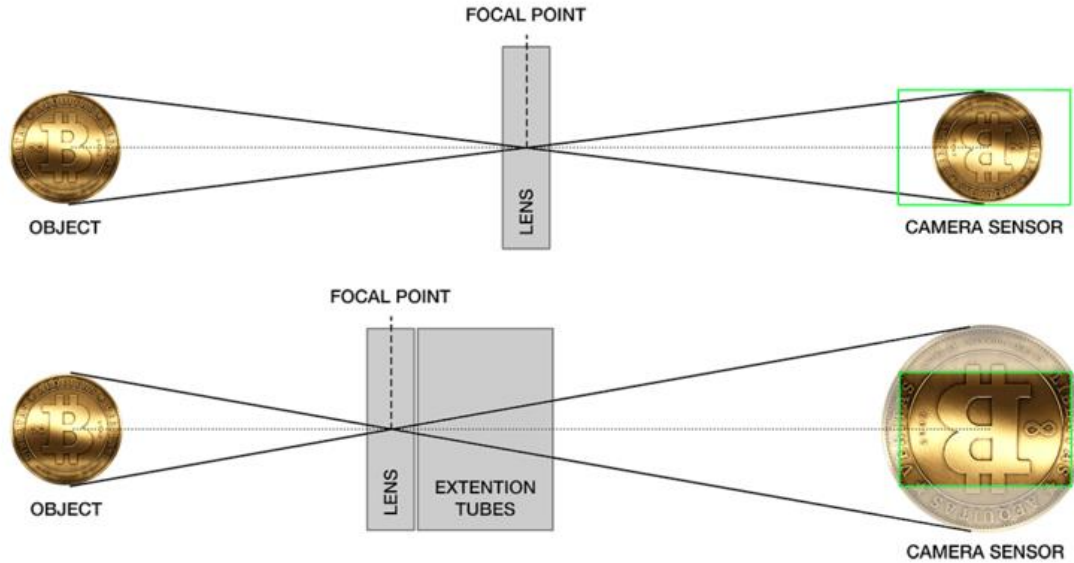 FOCAL POINT
LENS
OBJECT
CAMERA SENSOR
FOCAL POINT
LENS
EXTENTION
TUBES
OBJECT
CAMERA SENSOR